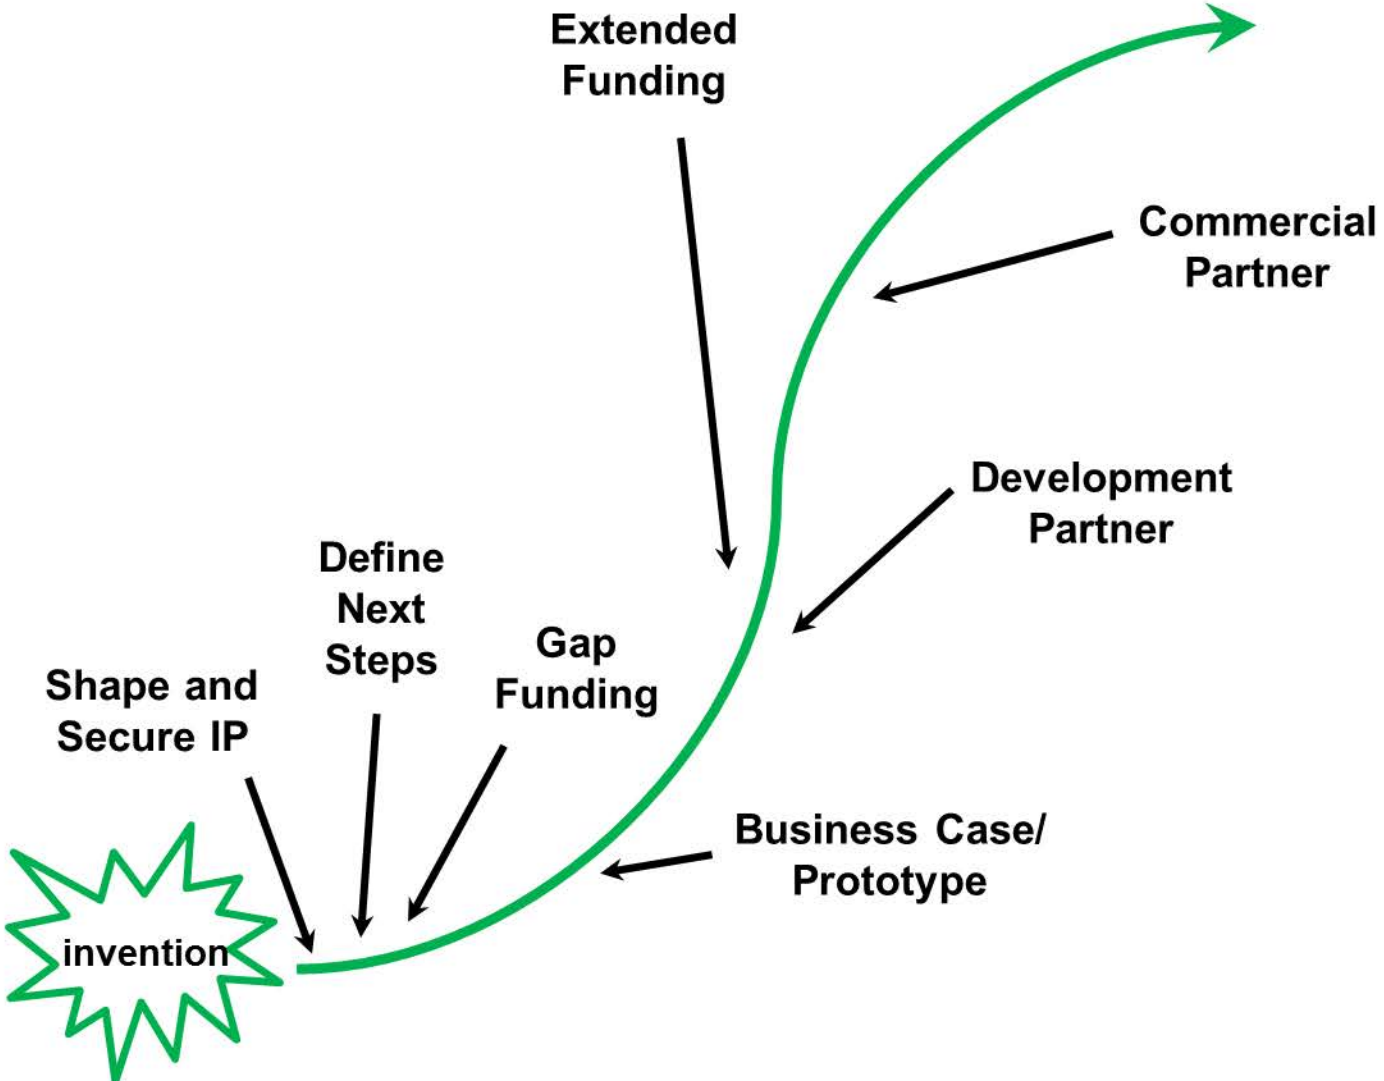 Extended
Funding
Commercial
Partner
Development
Partner
Define
Next
Steps
Gap
Funding
Shape and
Secure IP
Business Case/
Prototype
invention